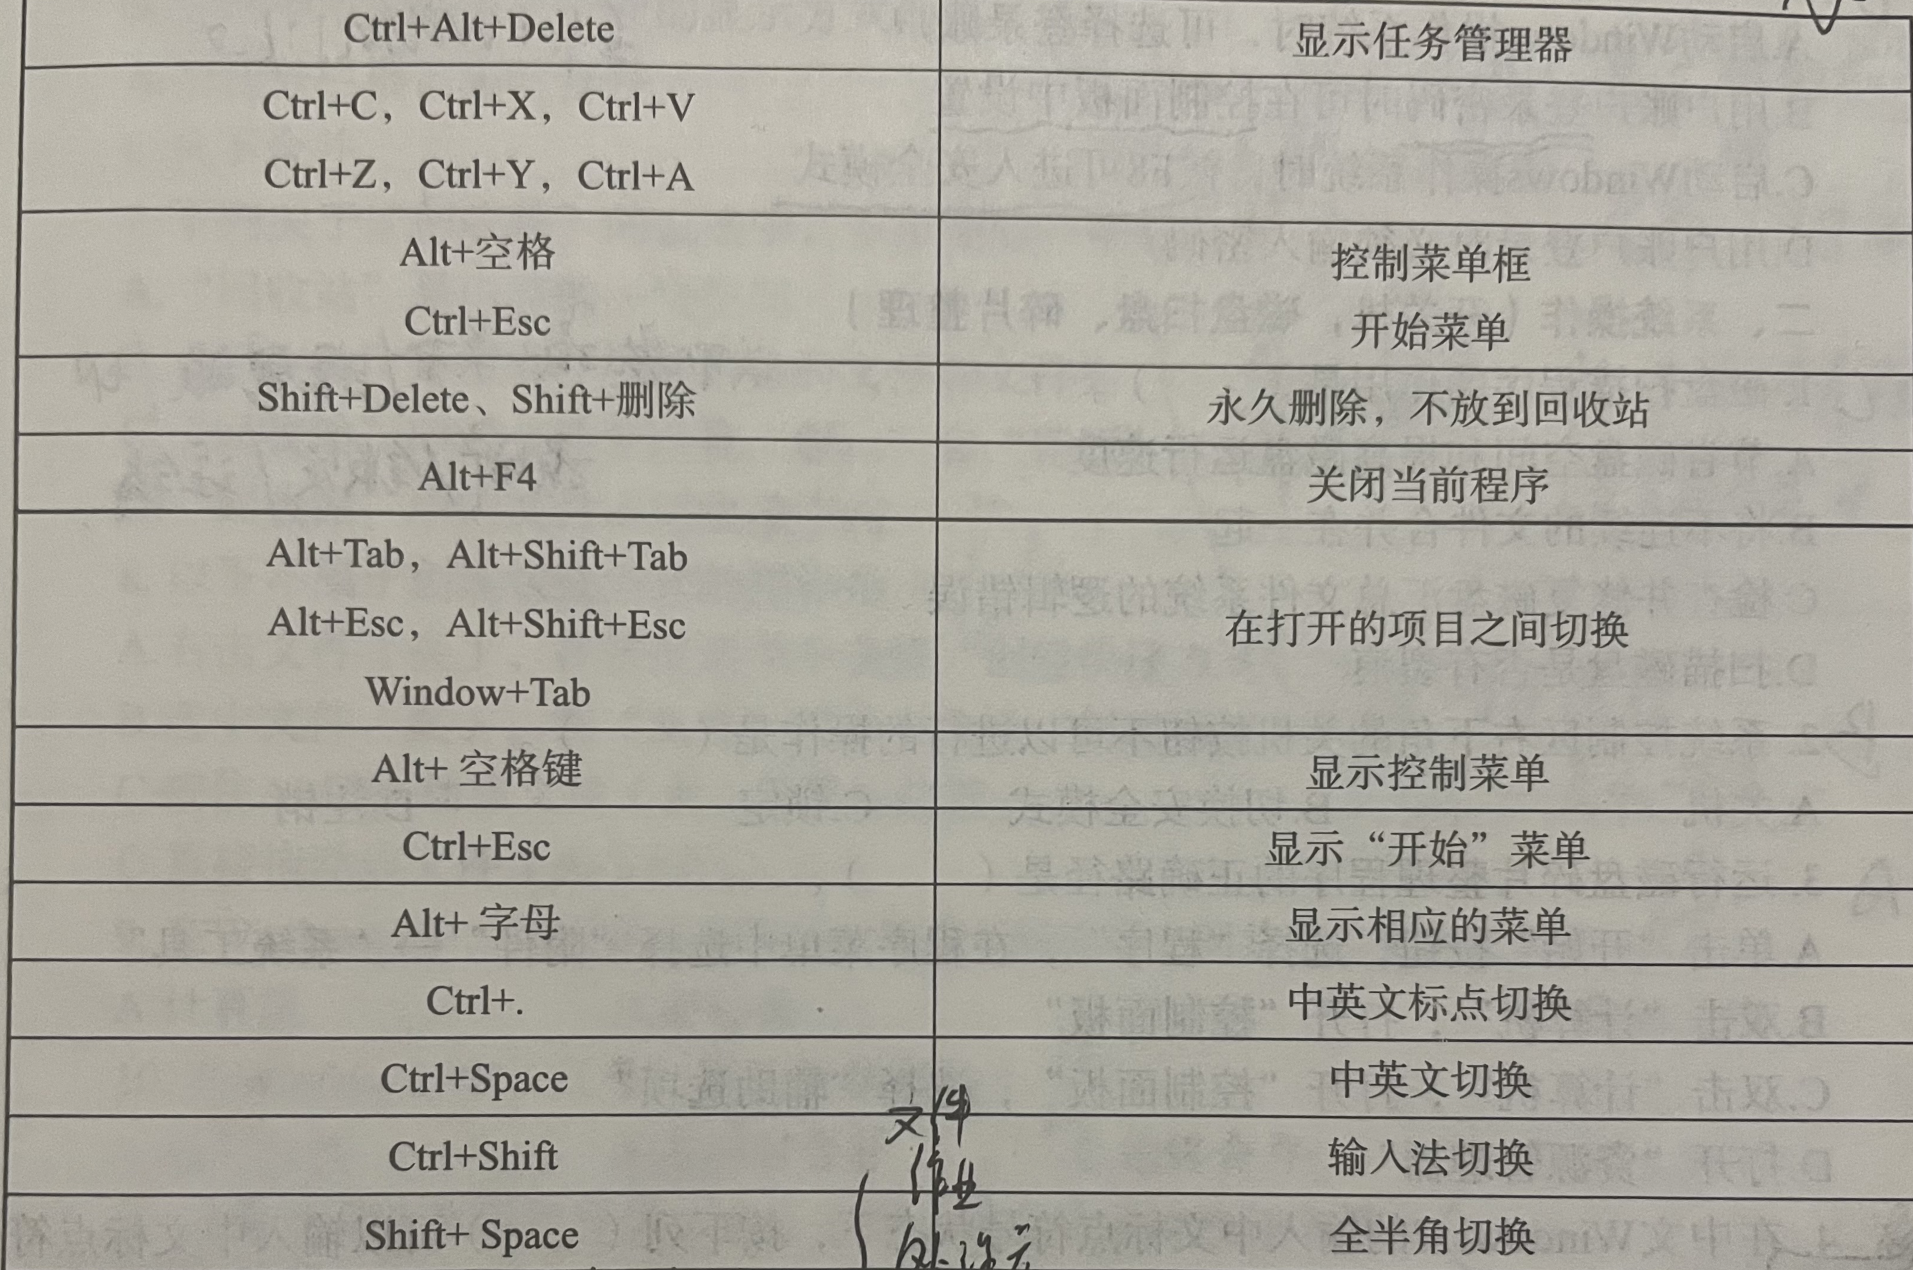 Ctrl+Alt+Delete
显示任务管理器
Ctrl+C，Ctrl+X，Ctrl+V
Ctrl+Z，Ctrl+Y，Ctrl+A
Alt+空格
控制菜单框
Ctrl+Esc
开始菜单
Shift+Delete、Shift+删除
永久删除，不放到回收站
Alt+F4
关闭当前程序
Alt+Tab，Alt+Shift+Tab
Alt+Esc，Alt+Shift+Esc
Window+Tab
在打开的项目之间切换
Alt+ 空格键
显示控制菜单
Ctrl+Esc
显示“开始”菜单
Alt+ 字母
显示相应的菜单
Ctrl+.
中英文标点切换
Ctrl+Space
中英文切换
文件
Ctrl+Shift
输入法切换
作业
Shift+ Space
全半角切换